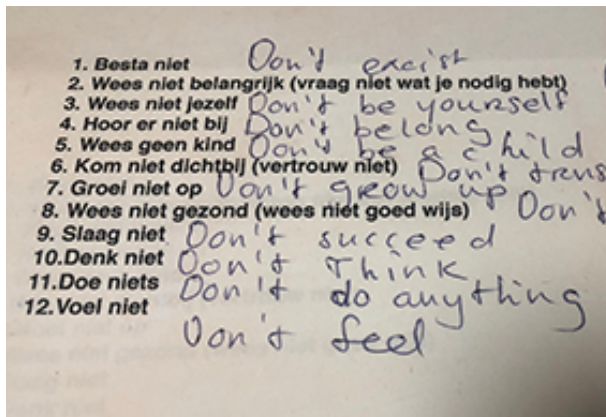 1. Besta niet Don't excist
2. Wees niet belangrijk (vraag niet wat je nodig hebt)
3. Wees niet jezelf Don't be yourself
4. Hoor er niet bij Don't belong
5. Wees geen kind Don't be a child
6. Kom niet dichtbij (vertrouw niet) Don't
7. Groei niet op Don't grow up
8. Wees niet gezond (wees niet goed wijs) Don't
9. Slaag niet Don't succeed
10.Denk niet Don't Think
11.Doe niets Don't do anything
12.Voel niet
Don't feel